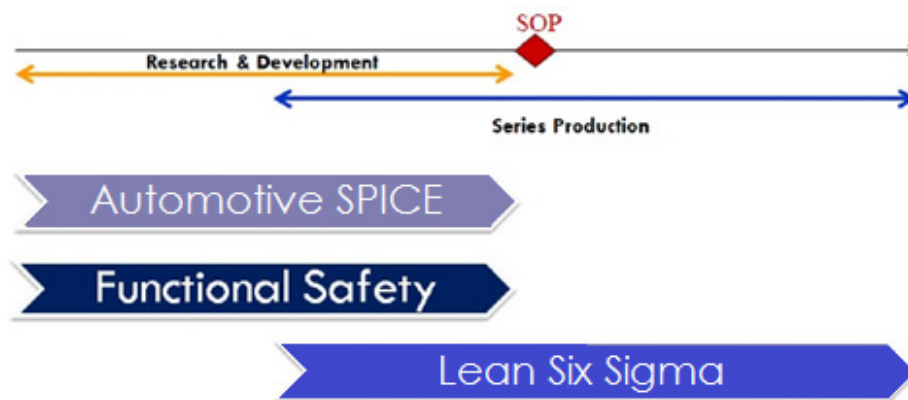 SOP
Research & Development
Series Production
Automotive SPICE
Functional Safety
Lean Six Sigma